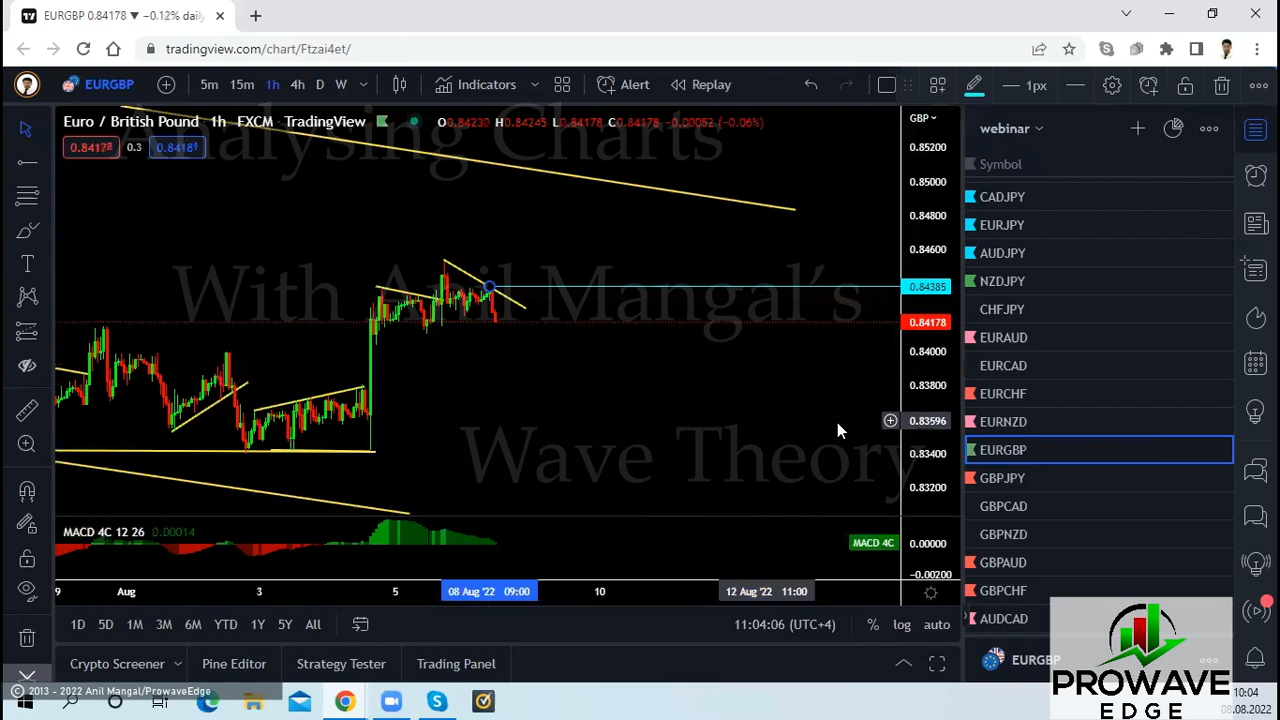 EURGBP 0.84178 ▼ −0.12% daily
tradingview.com/chart/Ftzai4et/
EURGBP 5m 15m 1h 4h D W Indicators Alert Replay 1px
Analysing Charts
Euro / British Pound 1h FXCM TradingView O0.84230 H0.84245 L0.84178 C0.84178 −0.00052 (−0.06%)
0.84178 0.3 0.84181
With Anil Mangal's
Wave Theory
GBP
0.85200
0.85000
0.84800
0.84600
0.84385
0.84178
0.84000
0.83800
0.83596
0.83400
0.83200
MACD 4C 12 26 0.00014
MACD 4C 0.00000
−0.00200
9 Aug 3 5 08 Aug '22 09:00 10 12 Aug '22 11:00
1D 5D 1M 3M 6M YTD 1Y 5Y All 11:04:06 (UTC+4) % log auto
Crypto Screener Pine Editor Strategy Tester Trading Panel
© 2013 - 2022 Anil Mangal/ProwaveEdge
webinar
Symbol
CADJPY
EURJPY
AUDJPY
NZDJPY
CHFJPY
EURAUD
EURCAD
EURCHF
EURNZD
EURGBP
GBPJPY
GBPCAD
GBPNZD
GBPAUD
GBPCHF
AUDCAD
EURGBP
PROWAVE
EDGE
10:04
08.08.2022